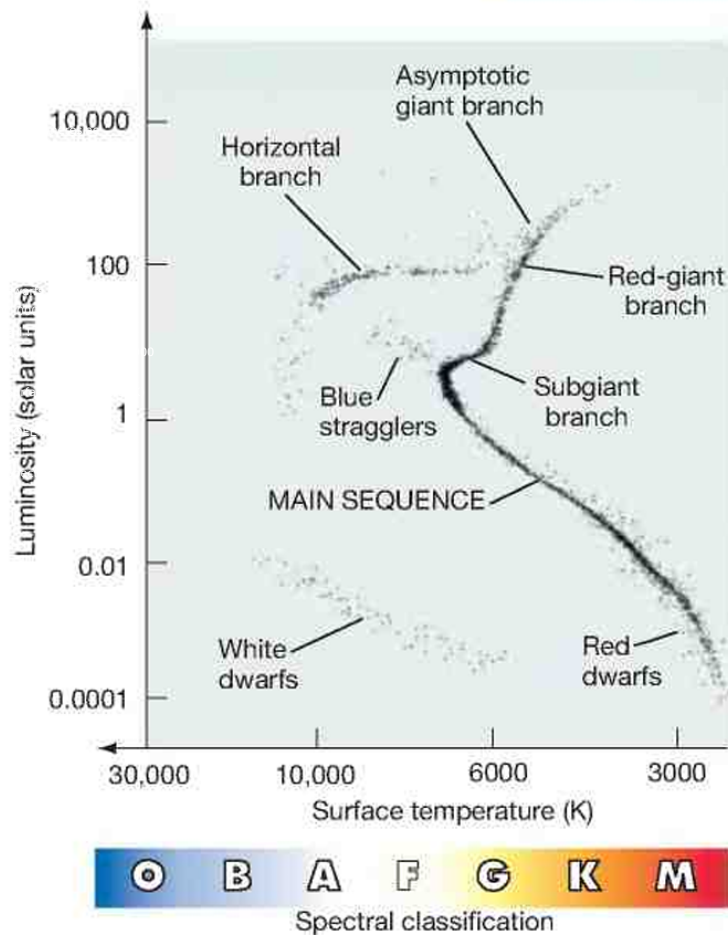 Asymptotic
giant branch
10,000
Horizontal
branch
100
Red-giant
branch
Luminosity (solar units)
Subgiant
branch
Blue
stragglers
1
MAIN SEQUENCE
0.01
White
dwarfs
Red
dwarfs
0.0001
30,000 10,000 6000 3000
Surface temperature (K)
O B A F G K M
Spectral classification